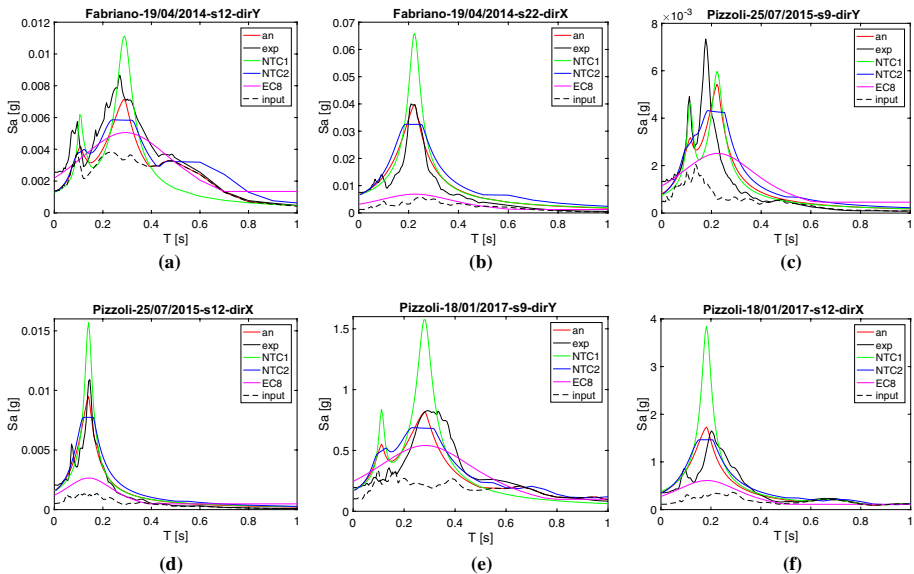 Fabriano-19/04/2014-s12-dirY
Sa [g]
0.012
0.01
0.008
0.006
0.004
0.002
0
0 0.2 0.4 0.6 0.8 1
T [s]
an
exp
NTC1
NTC2
EC8
input
(a)
Fabriano-19/04/2014-s22-dirX
Sa [g]
0.07
0.06
0.05
0.04
0.03
0.02
0.01
0
0 0.2 0.4 0.6 0.8 1
T [s]
an
exp
NTC1
NTC2
EC8
input
(b)
Pizzoli-25/07/2015-s9-dirY
×10⁻³
Sa [g]
8
6
4
2
0
0 0.2 0.4 0.6 0.8 1
T [s]
an
exp
NTC1
NTC2
EC8
input
(c)
Pizzoli-25/07/2015-s12-dirX
Sa [g]
0.015
0.01
0.005
0
0 0.2 0.4 0.6 0.8 1
T [s]
an
exp
NTC1
NTC2
EC8
input
(d)
Pizzoli-18/01/2017-s9-dirY
Sa [g]
1.5
1
0.5
0
0 0.2 0.4 0.6 0.8 1
T [s]
an
exp
NTC1
NTC2
EC8
input
(e)
Pizzoli-18/01/2017-s12-dirX
Sa [g]
4
3
2
1
0
0 0.2 0.4 0.6 0.8 1
T [s]
an
exp
NTC1
NTC2
EC8
input
(f)